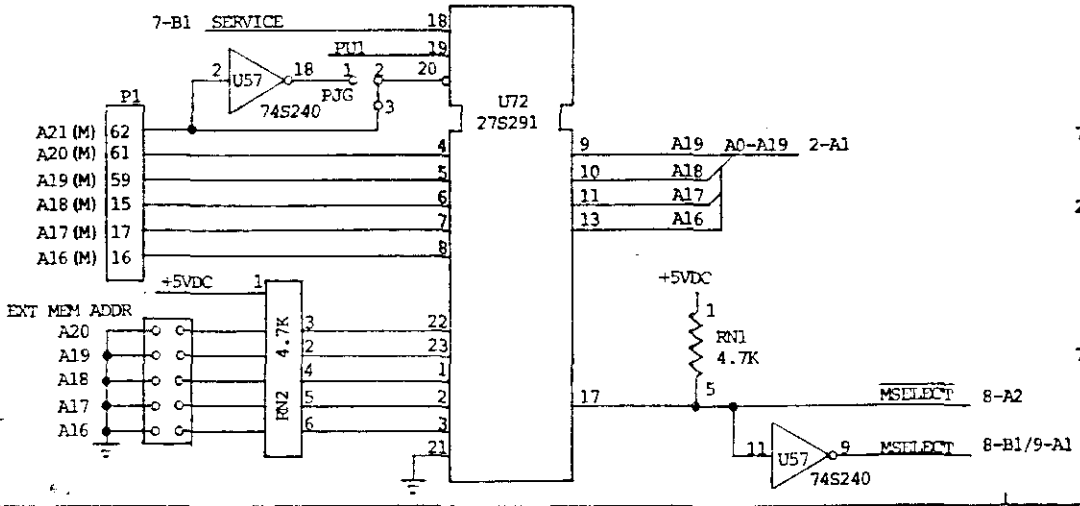 7-B1 SERVICE 18
PU1 19
2 U57 18 1 2 20
PJG 3
74S240
U72
27S291
P1
A21(M) 62
A20(M) 61 4
A19(M) 59 5
A18(M) 15 6
A17(M) 17 7
A16(M) 16 8
9 A19 A0-A19 2-A1
10 A18
11 A17
13 A16
+5VDC 1
EXT MEM ADDR
A20 3 22
A19 2 23
A18 4 1
A17 5 2
A16 6 3
4.7K
RN2
21
+5VDC
1
RN1
4.7K
5
17 MSELECT 8-A2
11 U57 9 MSELECT 8-B1/9-A1
74S240
7
2
7